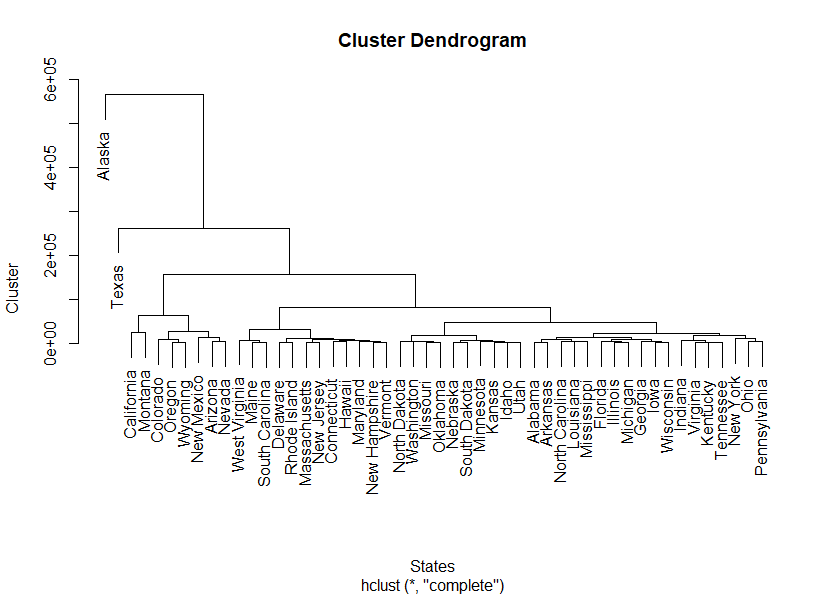 Cluster Dendrogram
Cluster
0e+00
2e+05
4e+05
6e+05
Alaska
Texas
California
Montana
Colorado
Oregon
Wyoming
New Mexico
Arizona
Nevada
West Virginia
Maine
South Carolina
Delaware
Rhode Island
Massachusetts
New Jersey
Connecticut
Hawaii
Maryland
New Hampshire
Vermont
North Dakota
Washington
Missouri
Oklahoma
Nebraska
South Dakota
Minnesota
Kansas
Idaho
Utah
Alabama
Arkansas
North Carolina
Louisiana
Mississippi
Florida
Illinois
Michigan
Georgia
Iowa
Wisconsin
Indiana
Virginia
Kentucky
Tennessee
New York
Ohio
Pennsylvania
States
hclust (*, "complete")